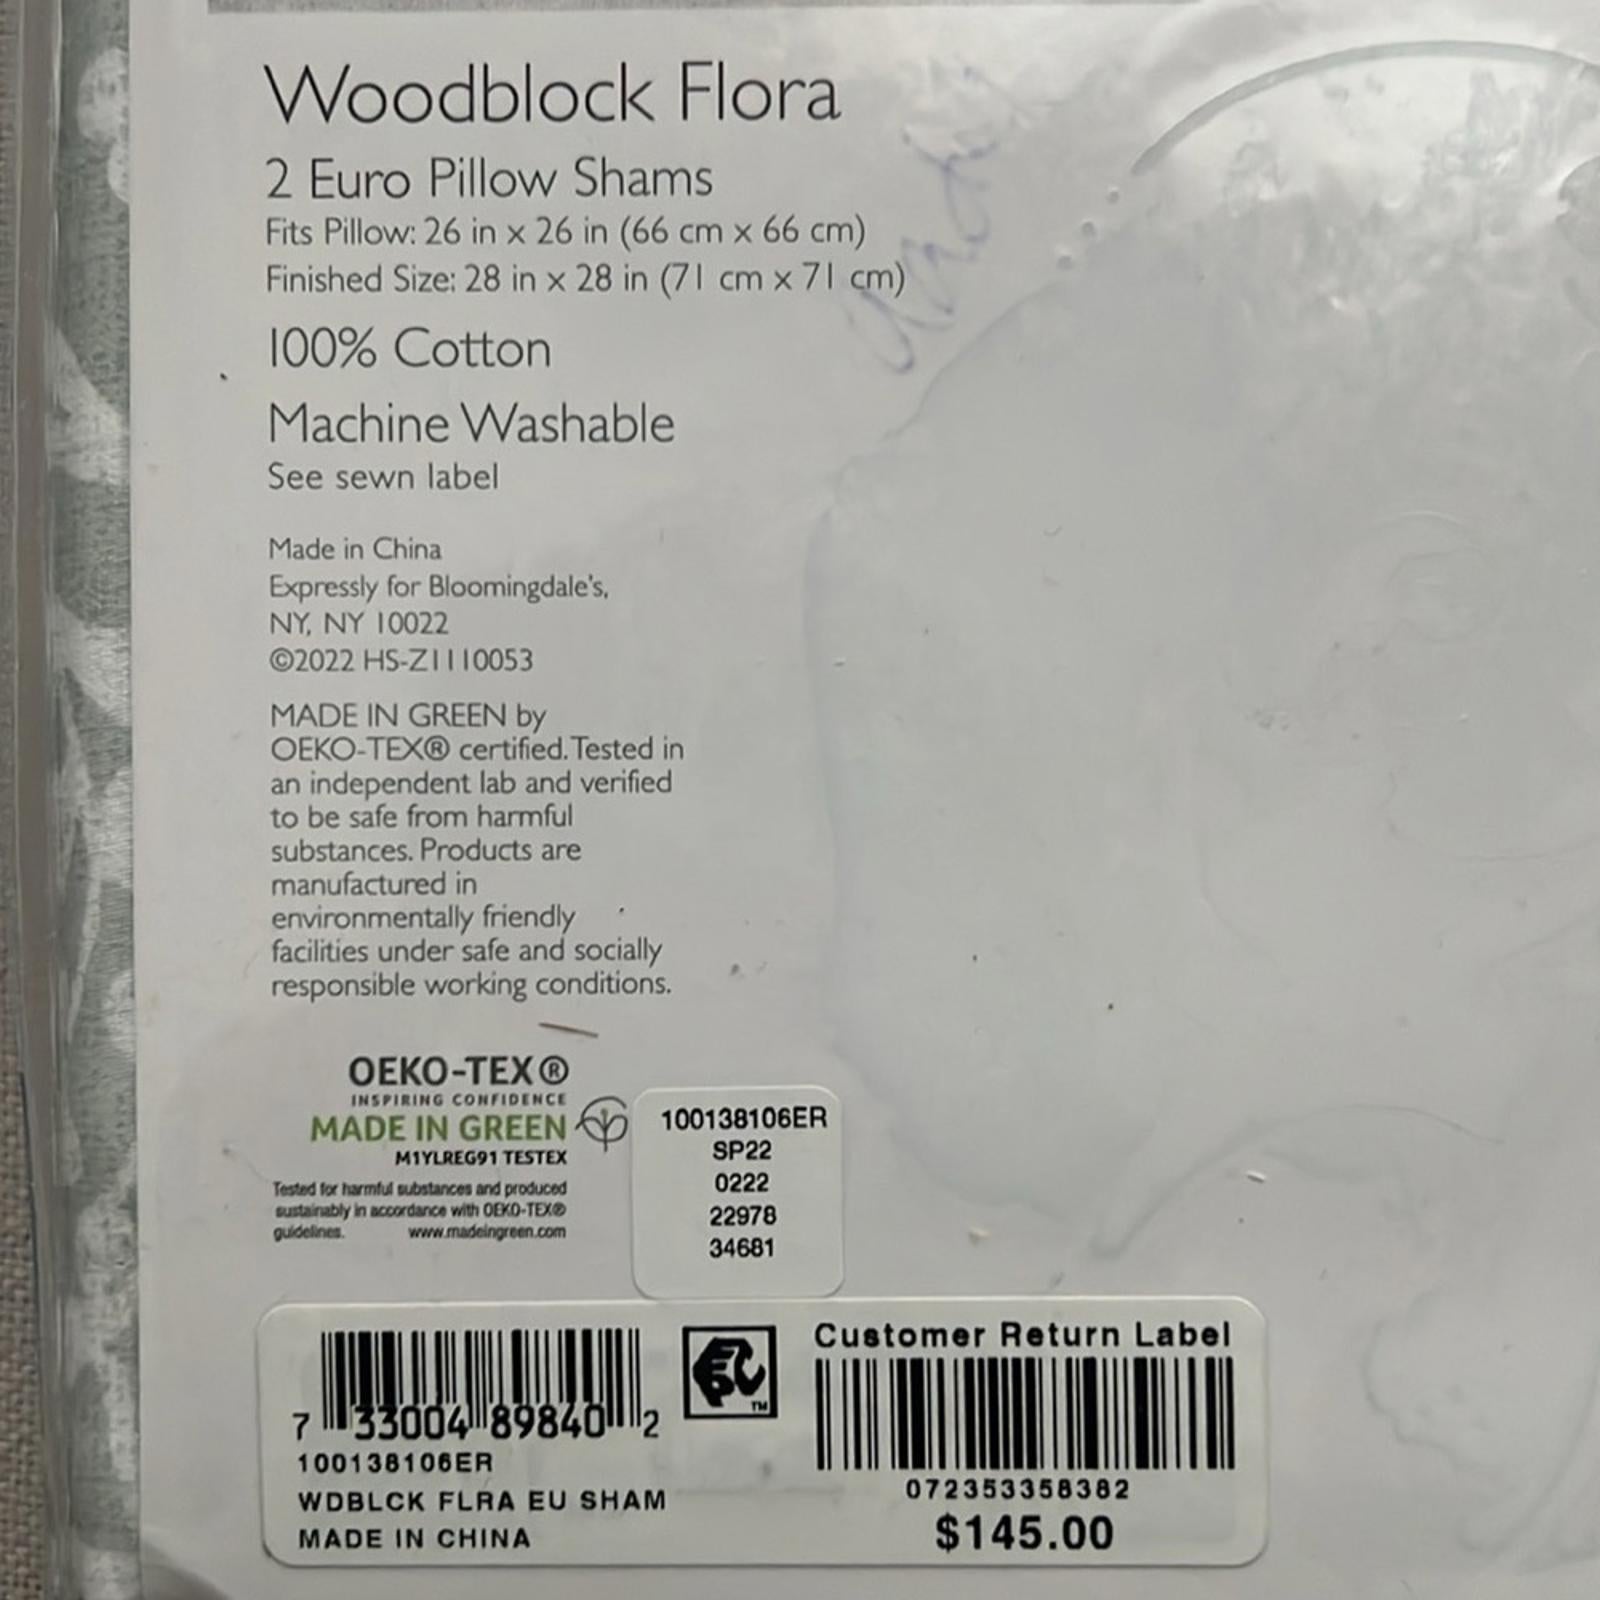 Woodblock Flora
2 Euro Pillow Shams
Fits Pillow: 26 in x 26 in (66 cm x 66 cm)
Finished Size: 28 in x 28 in (71 cm x 71 cm)
100% Cotton
Machine Washable
See sewn label
Made in China
Expressly for Bloomingdale's,
NY, NY 10022
©2022 HS-Z1110053
MADE IN GREEN by
OEKO-TEX® certified. Tested in
an independent lab and verified
to be safe from harmful
substances. Products are
manufactured in
environmentally friendly
facilities under safe and socially
responsible working conditions.
OEKO-TEX®
INSPIRING CONFIDENCE
MADE IN GREEN
M1YLREG91 TESTEX
Tested for harmful substances and produced
sustainably in accordance with OEKO-TEX®
guidelines. www.madeingreen.com
100138106ER
SP22
0222
22978
34681
7 33004 89840 2
100138106ER
WDBLCK FLRA EU SHAM
MADE IN CHINA
TM
Customer Return Label
072353358382
$145.00